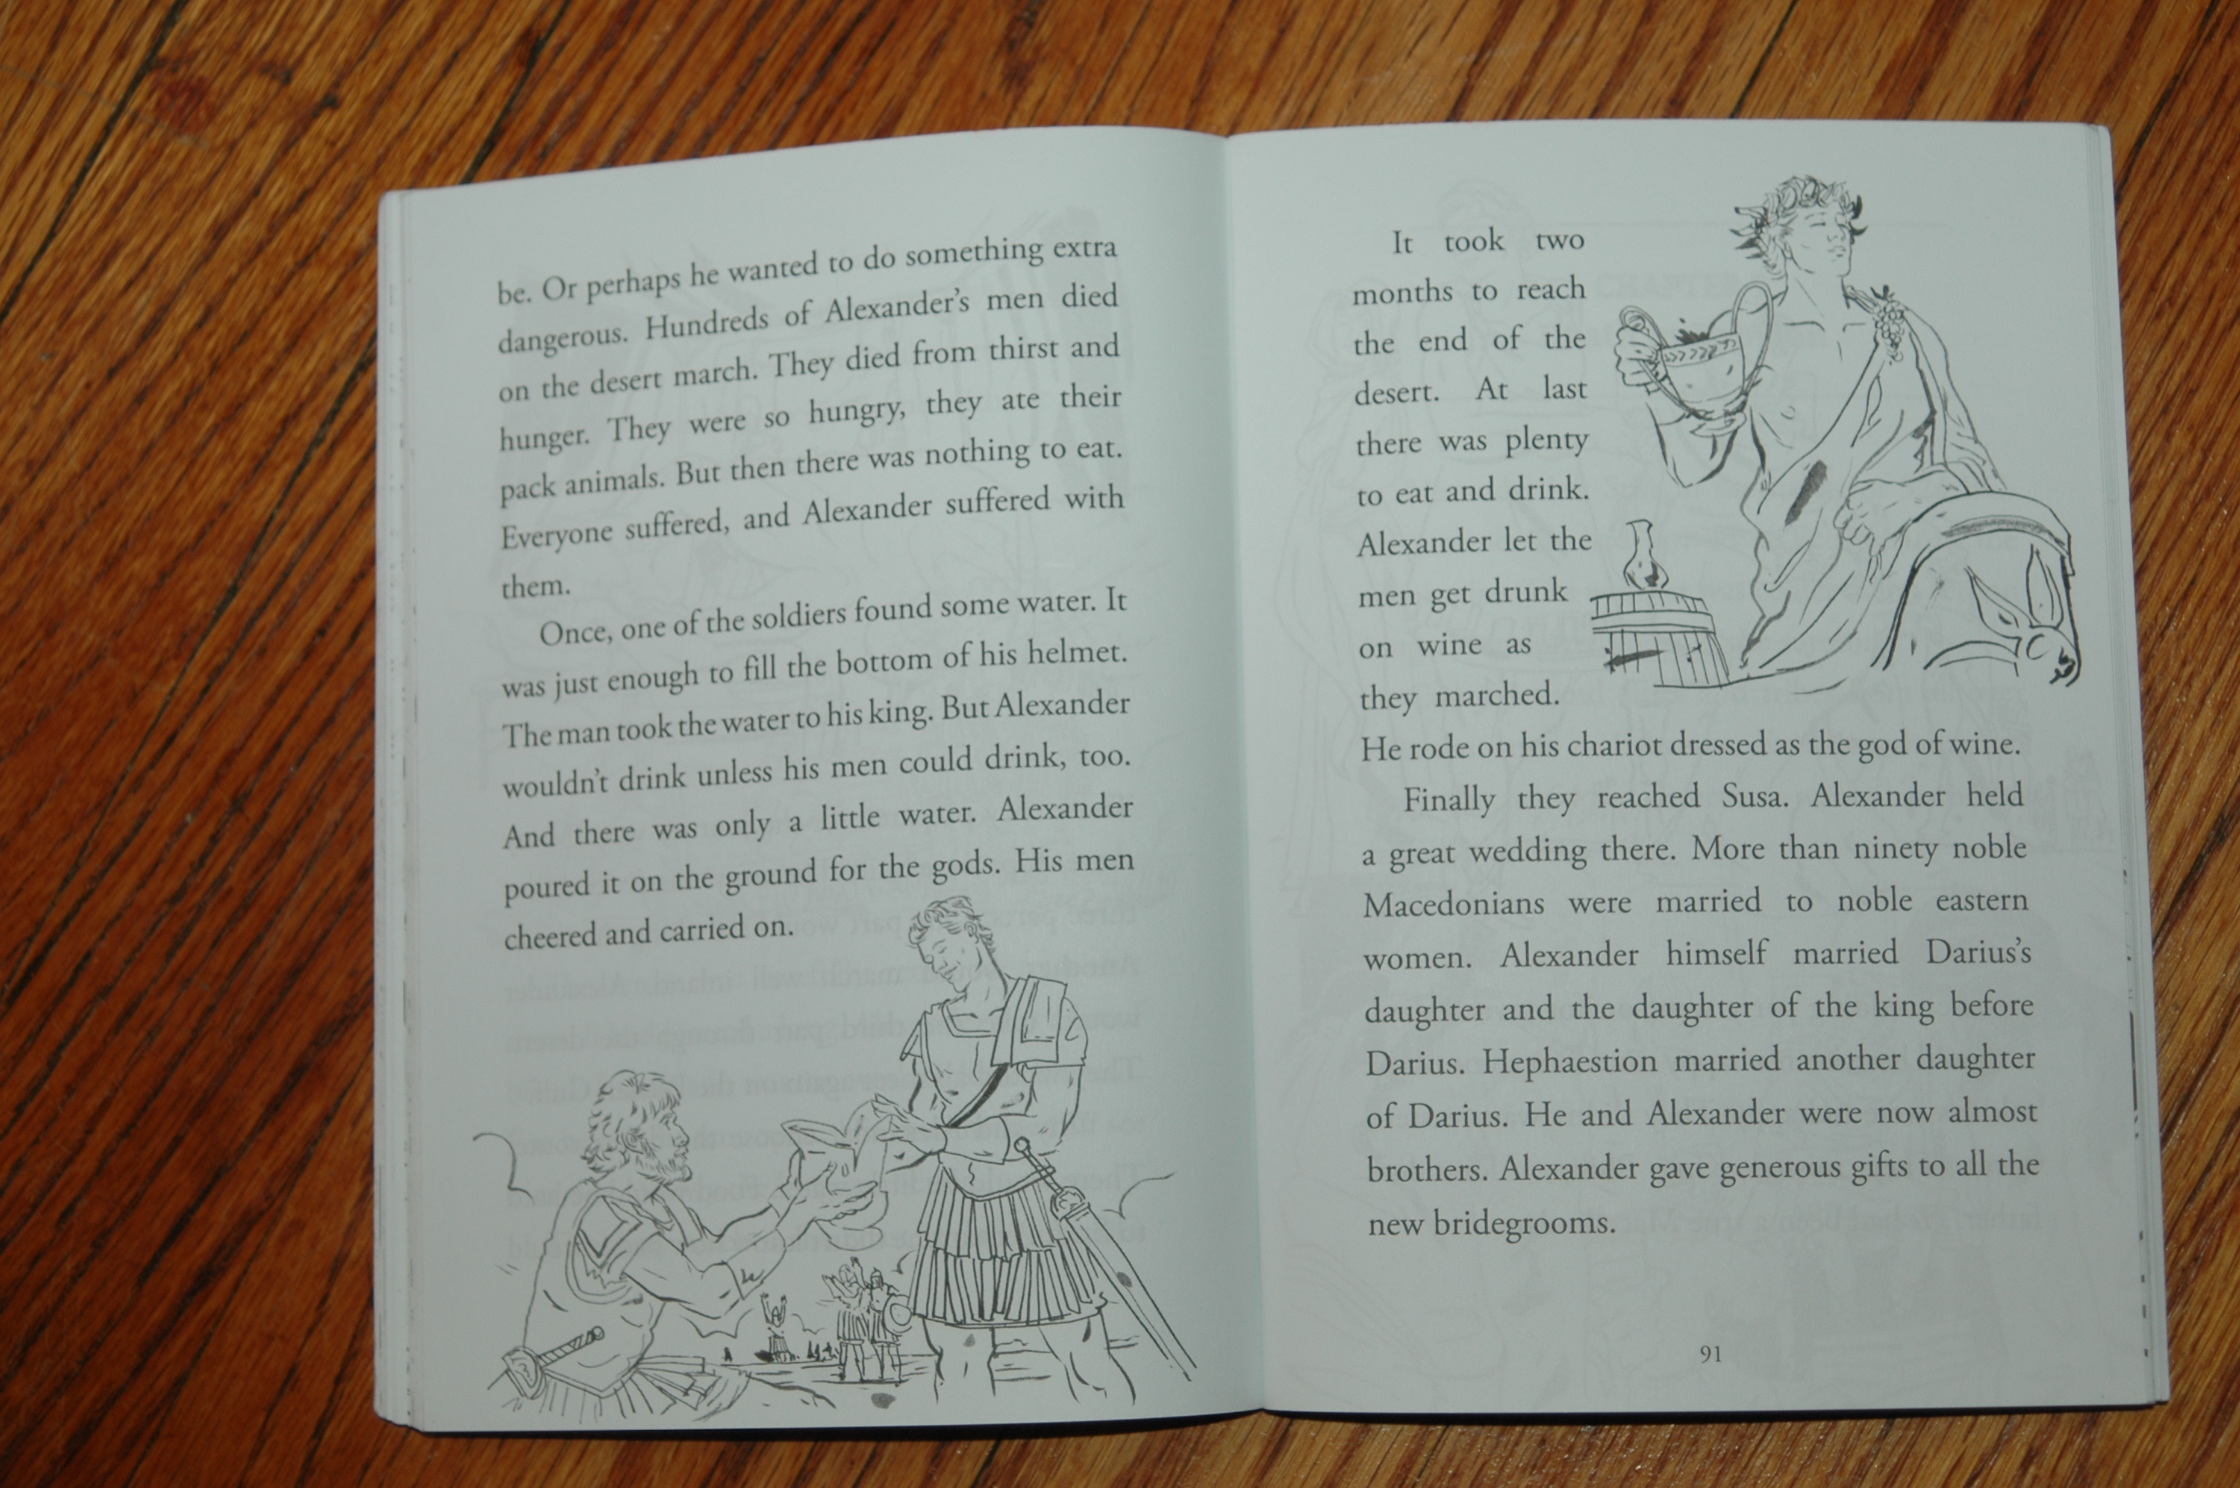 be. Or perhaps he wanted to do something extra
dangerous. Hundreds of Alexander's men died
on the desert march. They died from thirst and
hunger. They were so hungry, they ate their
pack animals. But then there was nothing to eat.
Everyone suffered, and Alexander suffered with
them.
Once, one of the soldiers found some water. It
was just enough to fill the bottom of his helmet.
The man took the water to his king. But Alexander
wouldn't drink unless his men could drink, too.
And there was only a little water. Alexander
poured it on the ground for the gods. His men
cheered and carried on.
It took two
months to reach
the end of the
desert. At last
there was plenty
to eat and drink.
Alexander let the
men get drunk
on wine as
they marched.
He rode on his chariot dressed as the god of wine.
Finally they reached Susa. Alexander held
a great wedding there. More than ninety noble
Macedonians were married to noble eastern
women. Alexander himself married Darius's
daughter and the daughter of the king before
Darius. Hephaestion married another daughter
of Darius. He and Alexander were now almost
brothers. Alexander gave generous gifts to all the
new bridegrooms.
91